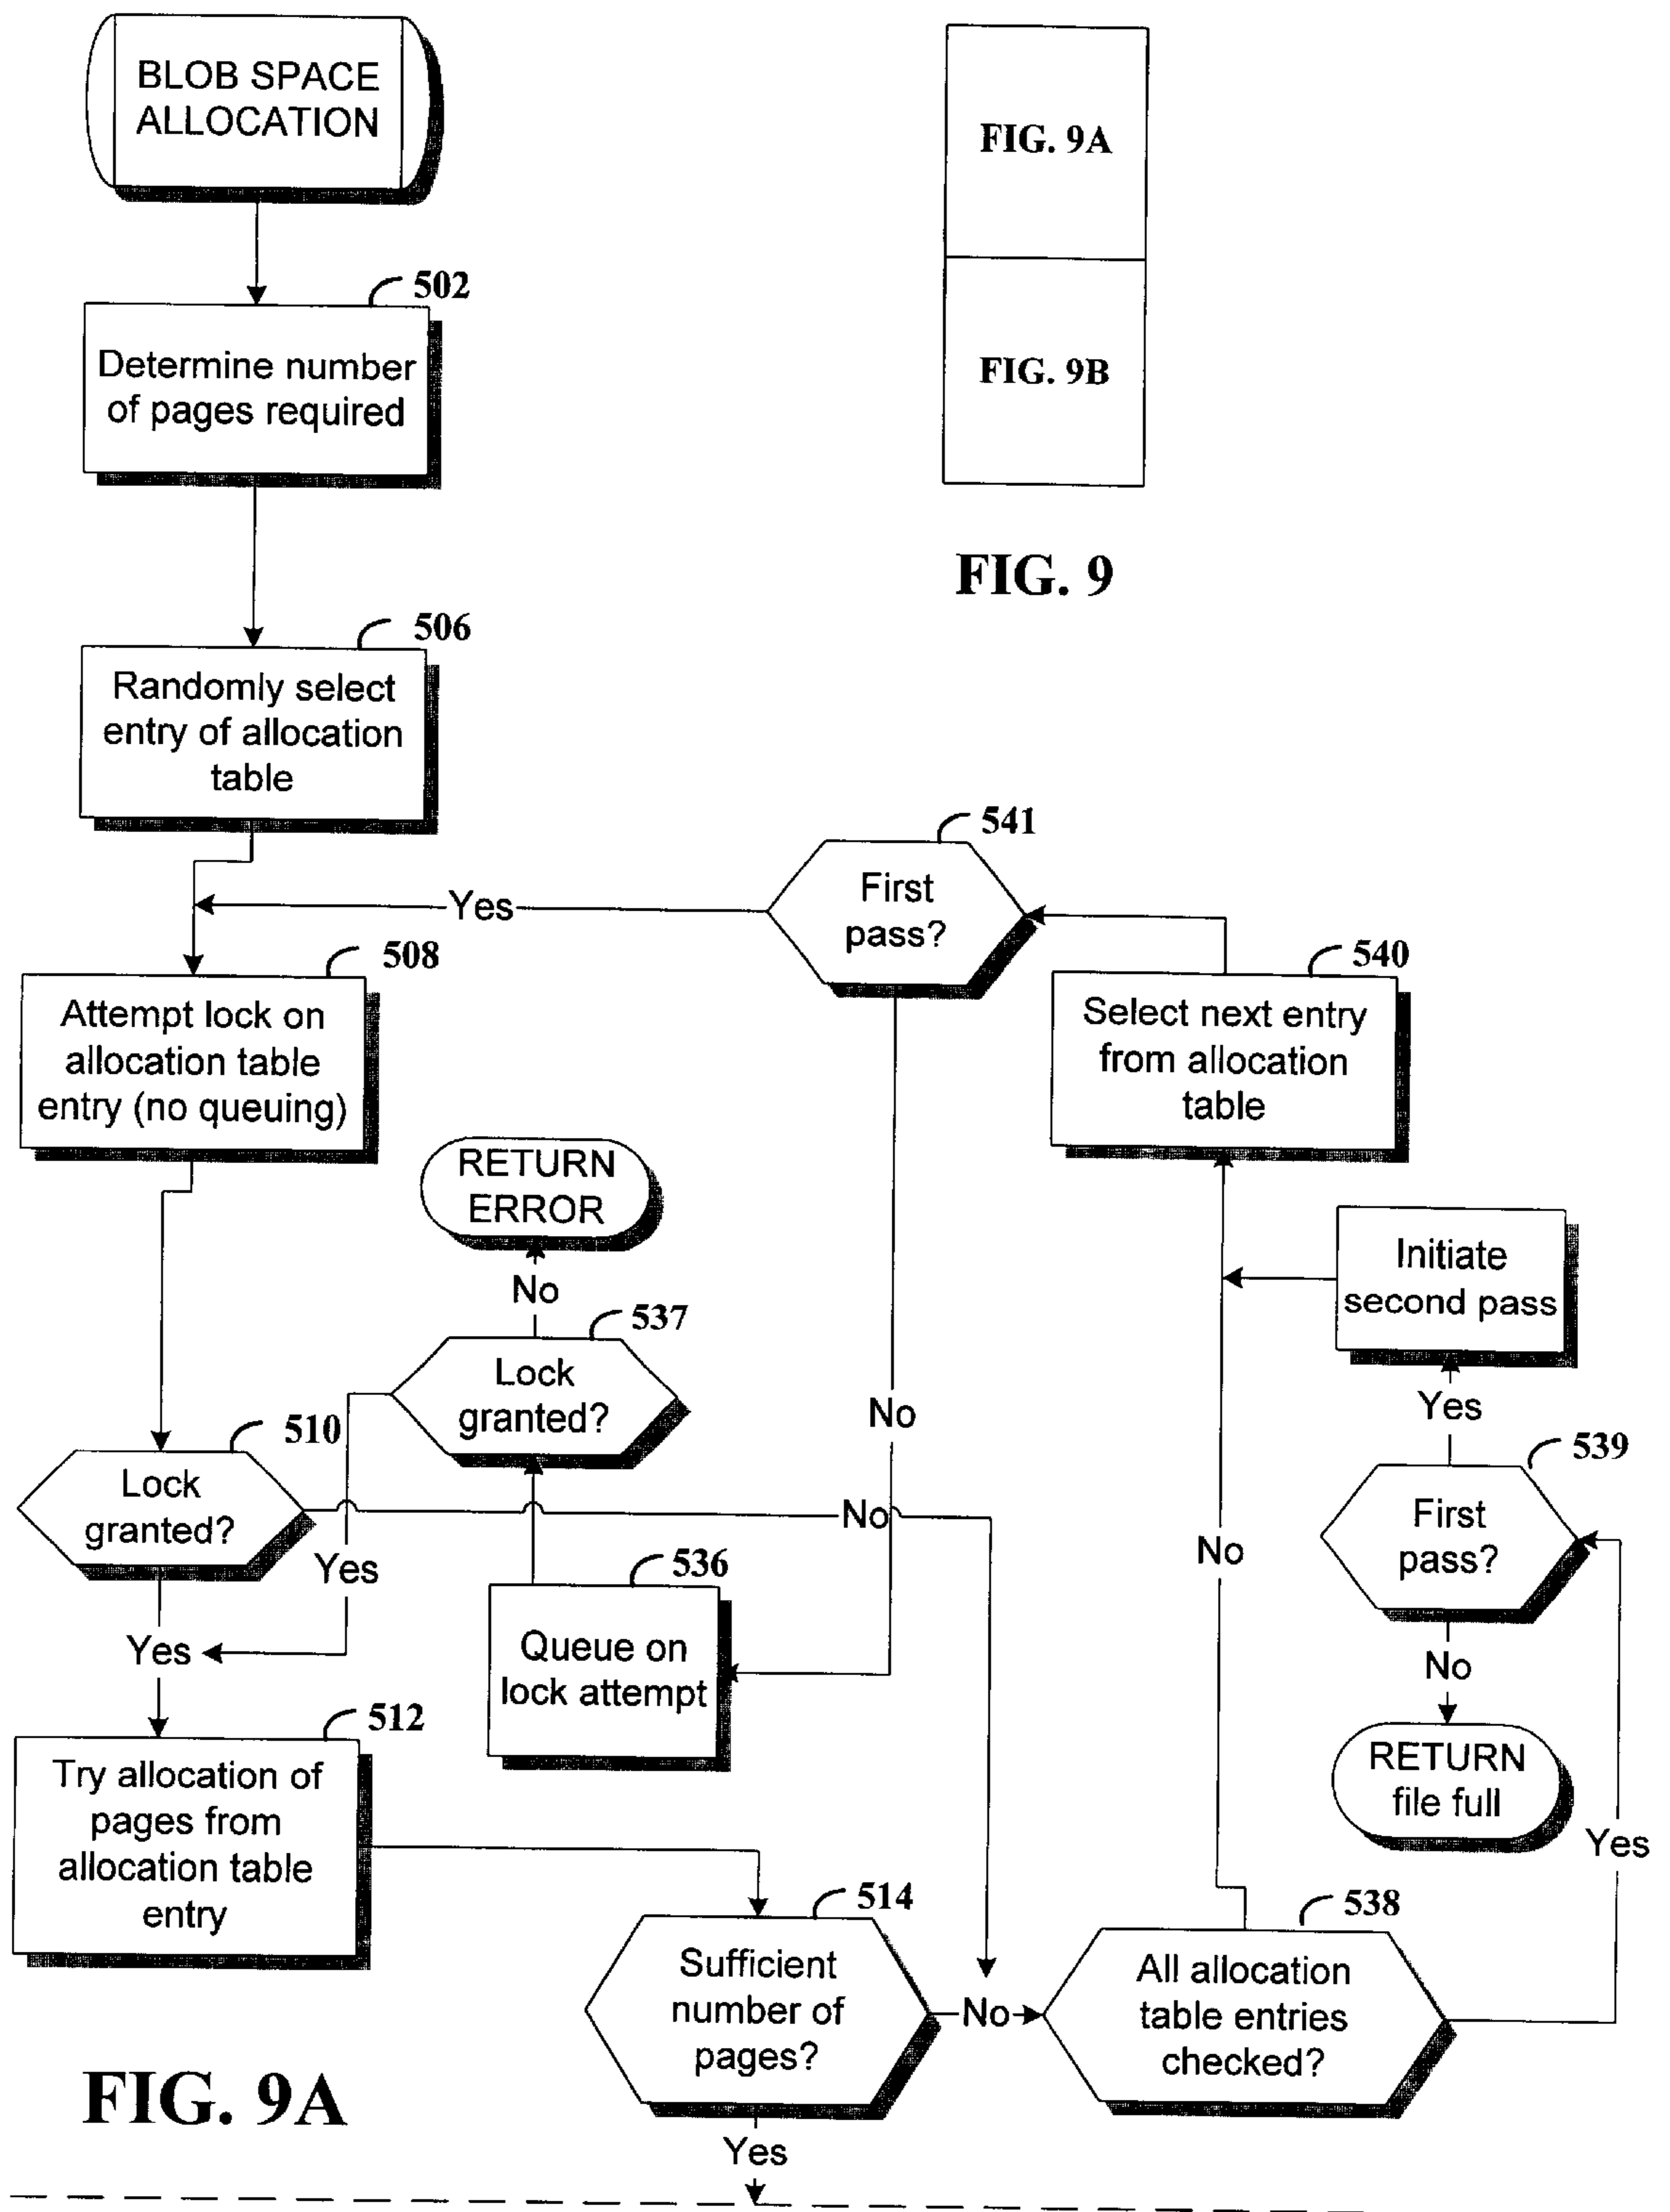 BLOB SPACE
ALLOCATION
FIG. 9A
FIG. 9B
FIG. 9
502
Determine number
of pages required
506
Randomly select
entry of allocation
table
541
First
pass?
Yes
508
Attempt lock on
allocation table
entry (no queuing)
540
Select next entry
from allocation
table
RETURN
ERROR
No
Initiate
second pass
537
Lock
granted?
No
Yes
510
Lock
granted?
539
First
pass?
No
Yes
No
536
Queue on
lock attempt
Yes
No
512
Try allocation of
pages from
allocation table
entry
RETURN
file full
Yes
514
Sufficient
number of
pages?
No
538
All allocation
table entries
checked?
FIG. 9A
Yes